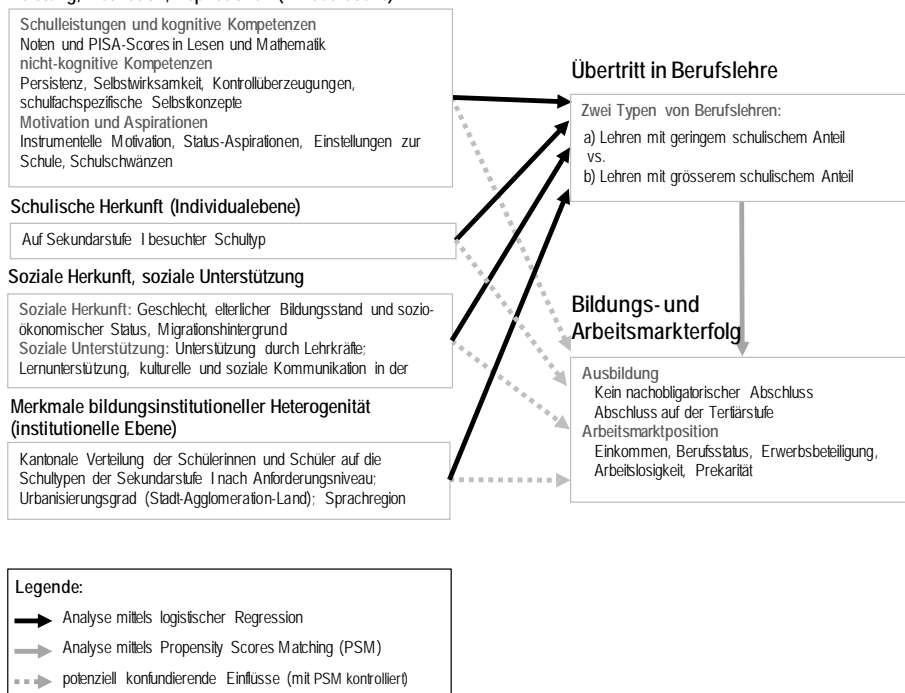 Schulleistungen und kognitive Kompetenzen
Noten und PISA-Scores in Lesen und Mathematik
nicht-kognitive Kompetenzen
Persistenz, Selbstwirksamkeit, Kontrollüberzeugungen,
schulfachspezifische Selbstkonzepte
Motivation und Aspirationen
Instrumentelle Motivation, Status-Aspirationen, Einstellungen zur
Schule, Schulschwänzen
Schulische Herkunft (Individualebene)
Auf Sekundarstufe I besuchter Schultyp
Soziale Herkunft, soziale Unterstützung
Soziale Herkunft: Geschlecht, elterlicher Bildungsstand und sozio-
ökonomischer Status, Migrationshintergrund
Soziale Unterstützung: Unterstützung durch Lehrkräfte;
Lernunterstützung, kulturelle und soziale Kommunikation in der
Merkmale bildungsinstitutioneller Heterogenität
(institutionelle Ebene)
Kantonale Verteilung der Schülerinnen und Schüler auf die
Schultypen der Sekundarstufe I nach Anforderungsniveau;
Urbanisierungsgrad (Stadt-Agglomeration-Land); Sprachregion
Übertritt in Berufslehre
Zwei Typen von Berufslehren:
a) Lehren mit geringem schulischem Anteil
vs.
b) Lehren mit grösserem schulischem Anteil
Bildungs- und
Arbeitsmarkterfolg
Ausbildung
Kein nachobligatorischer Abschluss
Abschluss auf der Tertiärstufe
Arbeitsmarktposition
Einkommen, Berufsstatus, Erwerbsbeteiligung,
Arbeitslosigkeit, Prekarität
Legende:
Analyse mittels logistischer Regression
Analyse mittels Propensity Scores Matching (PSM)
potenziell konfundierende Einflüsse (mit PSM kontrolliert)